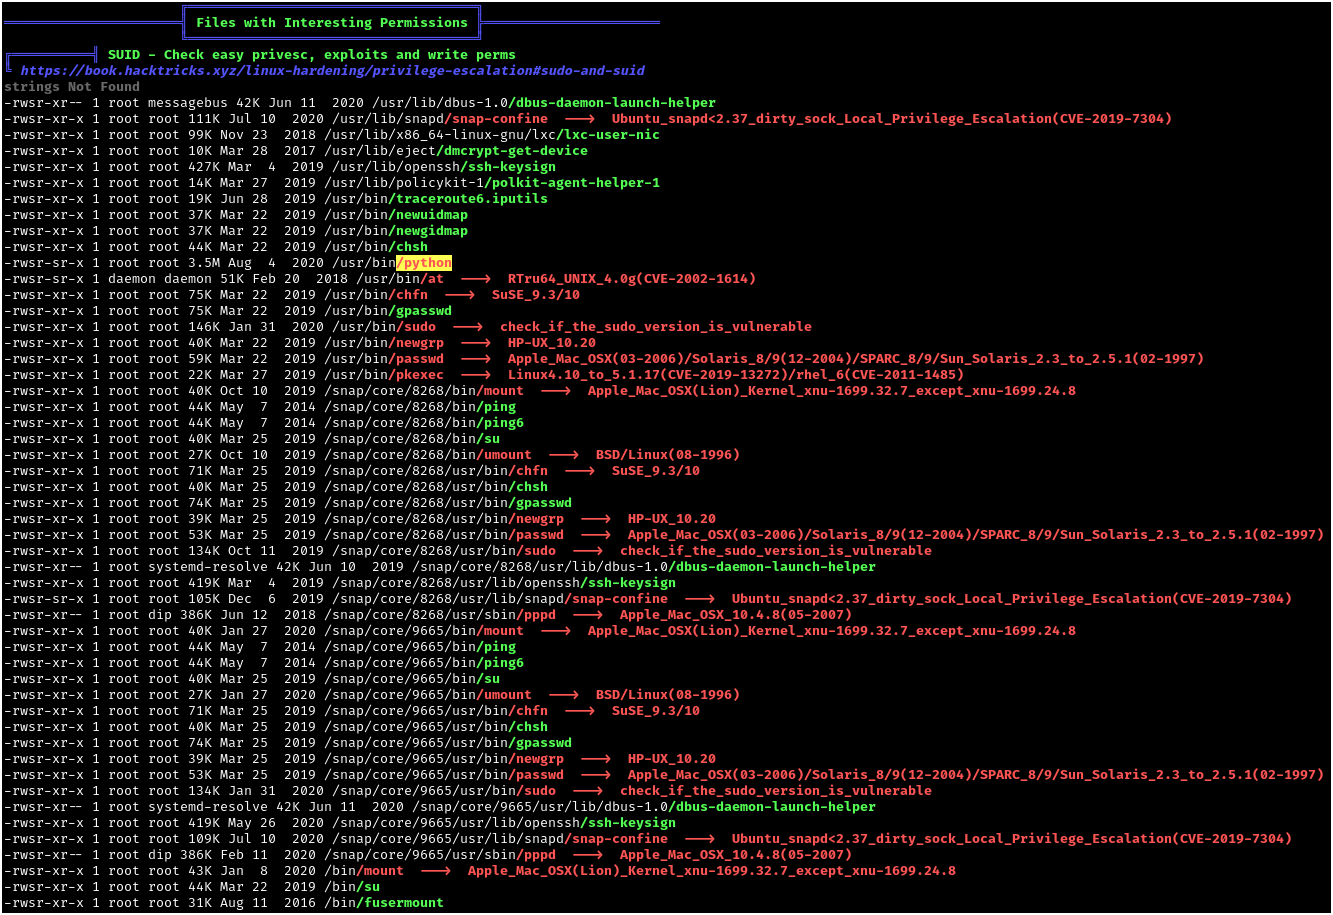 Files with Interesting Permissions
SUID - Check easy privesc, exploits and write perms
https://book.hacktricks.xyz/linux-hardening/privilege-escalation#sudo-and-suid
strings Not Found
-rwsr-xr-- 1 root messagebus 42K Jun 11  2020 /usr/lib/dbus-1.0/dbus-daemon-launch-helper
-rwsr-sr-x 1 root root 111K Jul 10  2020 /usr/lib/snapd/snap-confine  --->  Ubuntu_snapd<2.37_dirty_sock_Local_Privilege_Escalation(CVE-2019-7304)
-rwsr-xr-x 1 root root 99K Nov 23  2018 /usr/lib/x86_64-linux-gnu/lxc/lxc-user-nic
-rwsr-xr-x 1 root root 10K Mar 28  2017 /usr/lib/eject/dmcrypt-get-device
-rwsr-xr-x 1 root root 427K Mar  4  2019 /usr/lib/openssh/ssh-keysign
-rwsr-xr-x 1 root root 14K Mar 27  2019 /usr/lib/policykit-1/polkit-agent-helper-1
-rwsr-xr-x 1 root root 19K Jun 28  2019 /usr/bin/traceroute6.iputils
-rwsr-xr-x 1 root root 37K Mar 22  2019 /usr/bin/newuidmap
-rwsr-xr-x 1 root root 37K Mar 22  2019 /usr/bin/newgidmap
-rwsr-xr-x 1 root root 44K Mar 22  2019 /usr/bin/chsh
-rwsr-sr-x 1 root root 3.5M Aug  4  2020 /usr/bin/python
-rwsr-sr-x 1 daemon daemon 51K Feb 20  2018 /usr/bin/at  --->  RTru64_UNIX_4.0g(CVE-2002-1614)
-rwsr-xr-x 1 root root 75K Mar 22  2019 /usr/bin/chfn  --->  SuSE_9.3/10
-rwsr-xr-x 1 root root 75K Mar 22  2019 /usr/bin/gpasswd
-rwsr-xr-x 1 root root 146K Jan 31  2020 /usr/bin/sudo  --->  check_if_the_sudo_version_is_vulnerable
-rwsr-xr-x 1 root root 40K Mar 22  2019 /usr/bin/newgrp  --->  HP-UX_10.20
-rwsr-xr-x 1 root root 59K Mar 22  2019 /usr/bin/passwd  --->  Apple_Mac_OSX(03-2006)/Solaris_8/9(12-2004)/SPARC_8/9/Sun_Solaris_2.3_to_2.5.1(02-1997)
-rwsr-xr-x 1 root root 22K Mar 27  2019 /usr/bin/pkexec  --->  Linux4.10_to_5.1.17(CVE-2019-13272)/rhel_6(CVE-2011-1485)
-rwsr-xr-x 1 root root 40K Oct 10  2019 /snap/core/8268/bin/mount  --->  Apple_Mac_OSX(Lion)_Kernel_xnu-1699.32.7_except_xnu-1699.24.8
-rwsr-xr-x 1 root root 44K May  7  2014 /snap/core/8268/bin/ping
-rwsr-xr-x 1 root root 44K May  7  2014 /snap/core/8268/bin/ping6
-rwsr-xr-x 1 root root 40K Mar 25  2019 /snap/core/8268/bin/su
-rwsr-xr-x 1 root root 27K Oct 10  2019 /snap/core/8268/bin/umount  --->  BSD/Linux(08-1996)
-rwsr-xr-x 1 root root 71K Mar 25  2019 /snap/core/8268/usr/bin/chfn  --->  SuSE_9.3/10
-rwsr-xr-x 1 root root 40K Mar 25  2019 /snap/core/8268/usr/bin/chsh
-rwsr-xr-x 1 root root 74K Mar 25  2019 /snap/core/8268/usr/bin/gpasswd
-rwsr-xr-x 1 root root 39K Mar 25  2019 /snap/core/8268/usr/bin/newgrp  --->  HP-UX_10.20
-rwsr-xr-x 1 root root 53K Mar 25  2019 /snap/core/8268/usr/bin/passwd  --->  Apple_Mac_OSX(03-2006)/Solaris_8/9(12-2004)/SPARC_8/9/Sun_Solaris_2.3_to_2.5.1(02-1997)
-rwsr-xr-x 1 root root 134K Oct 11  2019 /snap/core/8268/usr/bin/sudo  --->  check_if_the_sudo_version_is_vulnerable
-rwsr-xr-- 1 root systemd-resolve 42K Jun 10  2019 /snap/core/8268/usr/lib/dbus-1.0/dbus-daemon-launch-helper
-rwsr-xr-x 1 root root 419K Mar  4  2019 /snap/core/8268/usr/lib/openssh/ssh-keysign
-rwsr-sr-x 1 root root 105K Dec  6  2019 /snap/core/8268/usr/lib/snapd/snap-confine  --->  Ubuntu_snapd<2.37_dirty_sock_Local_Privilege_Escalation(CVE-2019-7304)
-rwsr-xr-- 1 root dip 386K Jun 12  2018 /snap/core/8268/usr/sbin/pppd  --->  Apple_Mac_OSX_10.4.8(05-2007)
-rwsr-xr-x 1 root root 40K Jan 27  2020 /snap/core/9665/bin/mount  --->  Apple_Mac_OSX(Lion)_Kernel_xnu-1699.32.7_except_xnu-1699.24.8
-rwsr-xr-x 1 root root 44K May  7  2014 /snap/core/9665/bin/ping
-rwsr-xr-x 1 root root 44K May  7  2014 /snap/core/9665/bin/ping6
-rwsr-xr-x 1 root root 40K Mar 25  2019 /snap/core/9665/bin/su
-rwsr-xr-x 1 root root 27K Jan 27  2020 /snap/core/9665/bin/umount  --->  BSD/Linux(08-1996)
-rwsr-xr-x 1 root root 71K Mar 25  2019 /snap/core/9665/usr/bin/chfn  --->  SuSE_9.3/10
-rwsr-xr-x 1 root root 40K Mar 25  2019 /snap/core/9665/usr/bin/chsh
-rwsr-xr-x 1 root root 74K Mar 25  2019 /snap/core/9665/usr/bin/gpasswd
-rwsr-xr-x 1 root root 39K Mar 25  2019 /snap/core/9665/usr/bin/newgrp  --->  HP-UX_10.20
-rwsr-xr-x 1 root root 53K Mar 25  2019 /snap/core/9665/usr/bin/passwd  --->  Apple_Mac_OSX(03-2006)/Solaris_8/9(12-2004)/SPARC_8/9/Sun_Solaris_2.3_to_2.5.1(02-1997)
-rwsr-xr-x 1 root root 134K Jan 31  2020 /snap/core/9665/usr/bin/sudo  --->  check_if_the_sudo_version_is_vulnerable
-rwsr-xr-- 1 root systemd-resolve 42K Jun 11  2020 /snap/core/9665/usr/lib/dbus-1.0/dbus-daemon-launch-helper
-rwsr-xr-x 1 root root 419K May 26  2020 /snap/core/9665/usr/lib/openssh/ssh-keysign
-rwsr-xr-x 1 root root 109K Jul 10  2020 /snap/core/9665/usr/lib/snapd/snap-confine  --->  Ubuntu_snapd<2.37_dirty_sock_Local_Privilege_Escalation(CVE-2019-7304)
-rwsr-xr-- 1 root dip 386K Feb 11  2020 /snap/core/9665/usr/sbin/pppd  --->  Apple_Mac_OSX_10.4.8(05-2007)
-rwsr-xr-x 1 root root 43K Jan  8  2020 /bin/mount  --->  Apple_Mac_OSX(Lion)_Kernel_xnu-1699.32.7_except_xnu-1699.24.8
-rwsr-xr-x 1 root root 44K Mar 22  2019 /bin/su
-rwsr-xr-x 1 root root 31K Aug 11  2016 /bin/fusermount